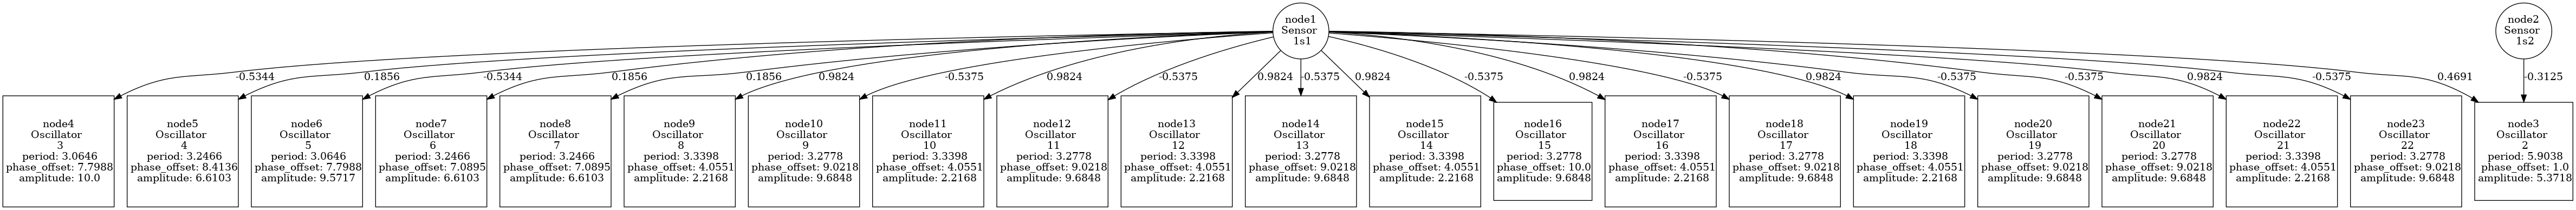 node1
Sensor
1s1
node2
Sensor
1s2
-0.5344
0.1856
-0.5344
0.1856
0.1856
0.9824
-0.5375
0.9824
-0.5375
0.9824
-0.5375
0.9824
-0.5375
0.9824
-0.5375
0.9824
-0.5375
-0.5375
0.9824
-0.5375
0.4691
-0.3125
node4
Oscillator
3
period: 3.0646
phase_offset: 7.7988
amplitude: 10.0
node5
Oscillator
4
period: 3.2466
phase_offset: 8.4136
amplitude: 6.6103
node6
Oscillator
5
period: 3.0646
phase_offset: 7.7988
amplitude: 9.5717
node7
Oscillator
6
period: 3.2466
phase_offset: 7.0895
amplitude: 6.6103
node8
Oscillator
7
period: 3.2466
phase_offset: 7.0895
amplitude: 6.6103
node9
Oscillator
8
period: 3.3398
phase_offset: 4.0551
amplitude: 2.2168
node10
Oscillator
9
period: 3.2778
phase_offset: 9.0218
amplitude: 9.6848
node11
Oscillator
10
period: 3.3398
phase_offset: 4.0551
amplitude: 2.2168
node12
Oscillator
11
period: 3.2778
phase_offset: 9.0218
amplitude: 9.6848
node13
Oscillator
12
period: 3.3398
phase_offset: 4.0551
amplitude: 2.2168
node14
Oscillator
13
period: 3.2778
phase_offset: 9.0218
amplitude: 9.6848
node15
Oscillator
14
period: 3.3398
phase_offset: 4.0551
amplitude: 2.2168
node16
Oscillator
15
period: 3.2778
phase_offset: 10.0
amplitude: 9.6848
node17
Oscillator
16
period: 3.3398
phase_offset: 4.0551
amplitude: 2.2168
node18
Oscillator
17
period: 3.2778
phase_offset: 9.0218
amplitude: 9.6848
node19
Oscillator
18
period: 3.3398
phase_offset: 4.0551
amplitude: 2.2168
node20
Oscillator
19
period: 3.2778
phase_offset: 9.0218
amplitude: 9.6848
node21
Oscillator
20
period: 3.2778
phase_offset: 9.0218
amplitude: 9.6848
node22
Oscillator
21
period: 3.3398
phase_offset: 4.0551
amplitude: 2.2168
node23
Oscillator
22
period: 3.2778
phase_offset: 9.0218
amplitude: 9.6848
node3
Oscillator
2
period: 5.9038
phase_offset: 1.0
amplitude: 5.3718